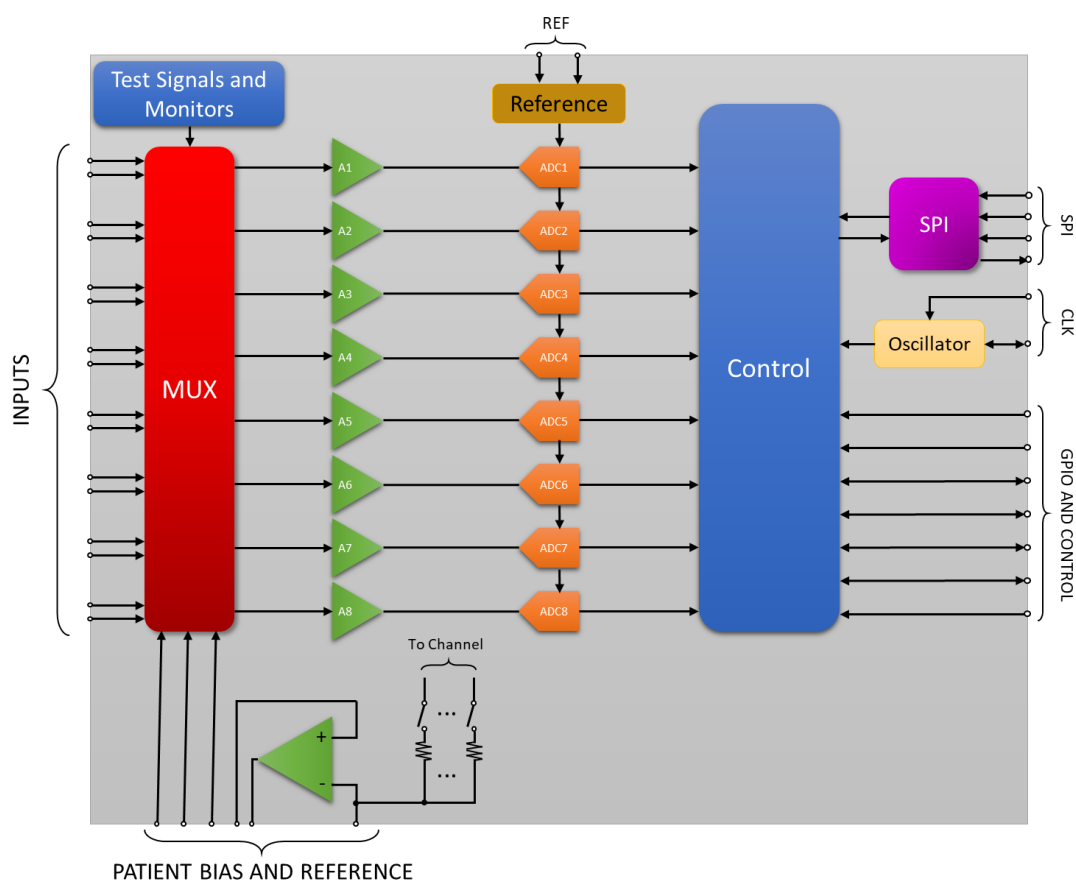 REF
Test Signals and
Monitors
Reference
INPUTS
MUX
A1
A2
A3
A4
A5
A6
A7
A8
ADC1
ADC2
ADC3
ADC4
ADC5
ADC6
ADC7
ADC8
Control
SPI
SPI
Oscillator
CLK
GPIO AND CONTROL
To Channel
...
...
+
-
PATIENT BIAS AND REFERENCE